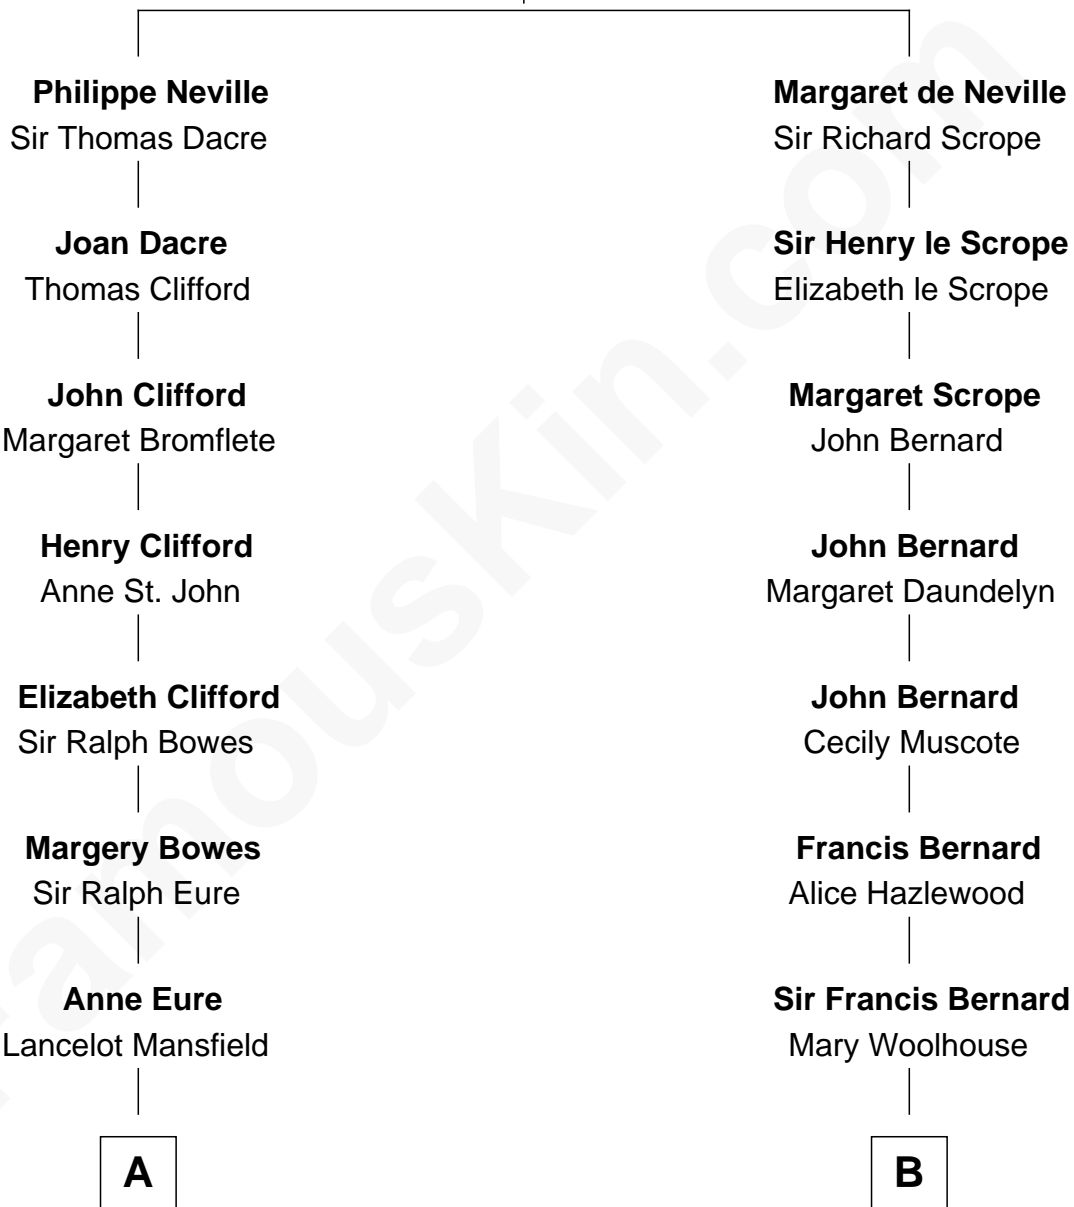 Philippe Neville
Sir Thomas Dacre
Margaret de Neville
Sir Richard Scrope
Joan Dacre
Thomas Clifford
Sir Henry le Scrope
Elizabeth le Scrope
John Clifford
Margaret Bromflete
Margaret Scrope
John Bernard
Henry Clifford
Anne St. John
John Bernard
Margaret Daundelyn
Elizabeth Clifford
Sir Ralph Bowes
John Bernard
Cecily Muscote
Margery Bowes
Sir Ralph Eure
Francis Bernard
Alice Hazlewood
Anne Eure
Lancelot Mansfield
Sir Francis Bernard
Mary Woolhouse
A
B
FamousKin.com